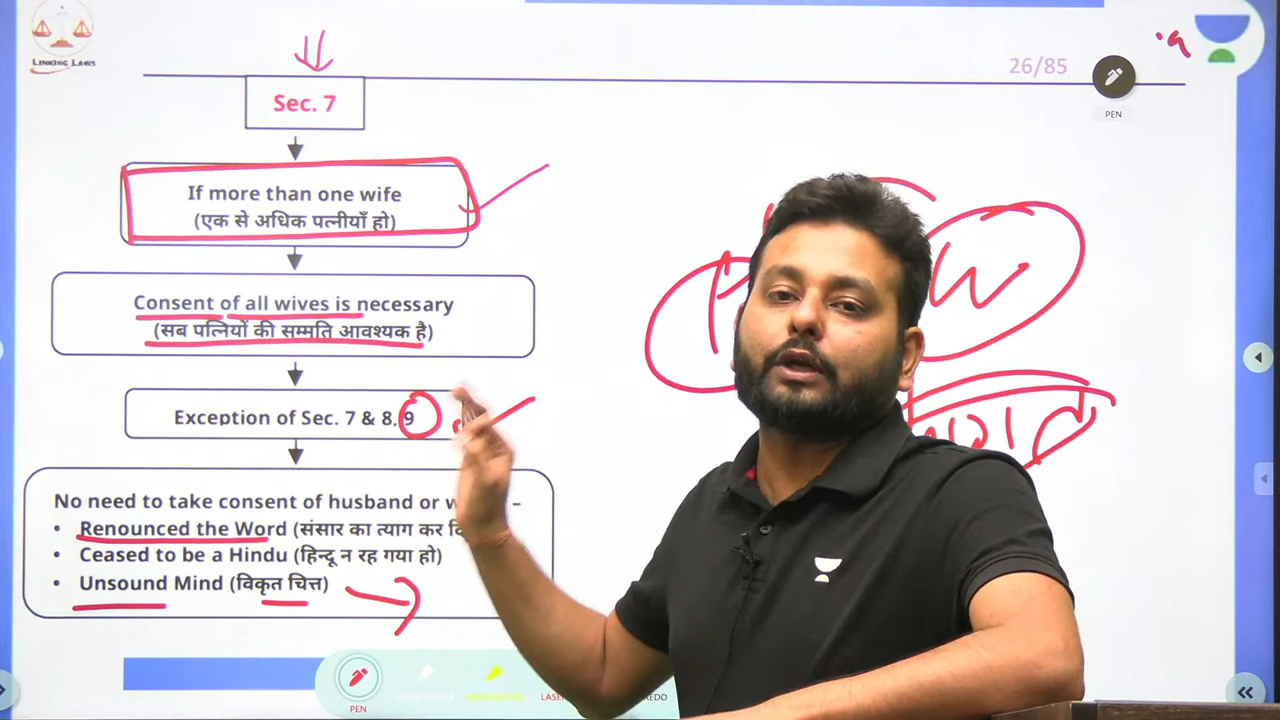 LINKING LAWS
26/85
PEN
Sec. 7
If more than one wife
(एक से अधिक पत्नीयाँ हो)
Consent of all wives is necessary
(सब पत्नियों की सम्मति आवश्यक है)
Exception of Sec. 7 & 8, 9
No need to take consent of husband or –
• Renounced the Word (संसार का त्याग कर
• Ceased to be a Hindu (हिन्दू न रह गया हो)
• Unsound Mind (विकृत चित्त)
W
PEN